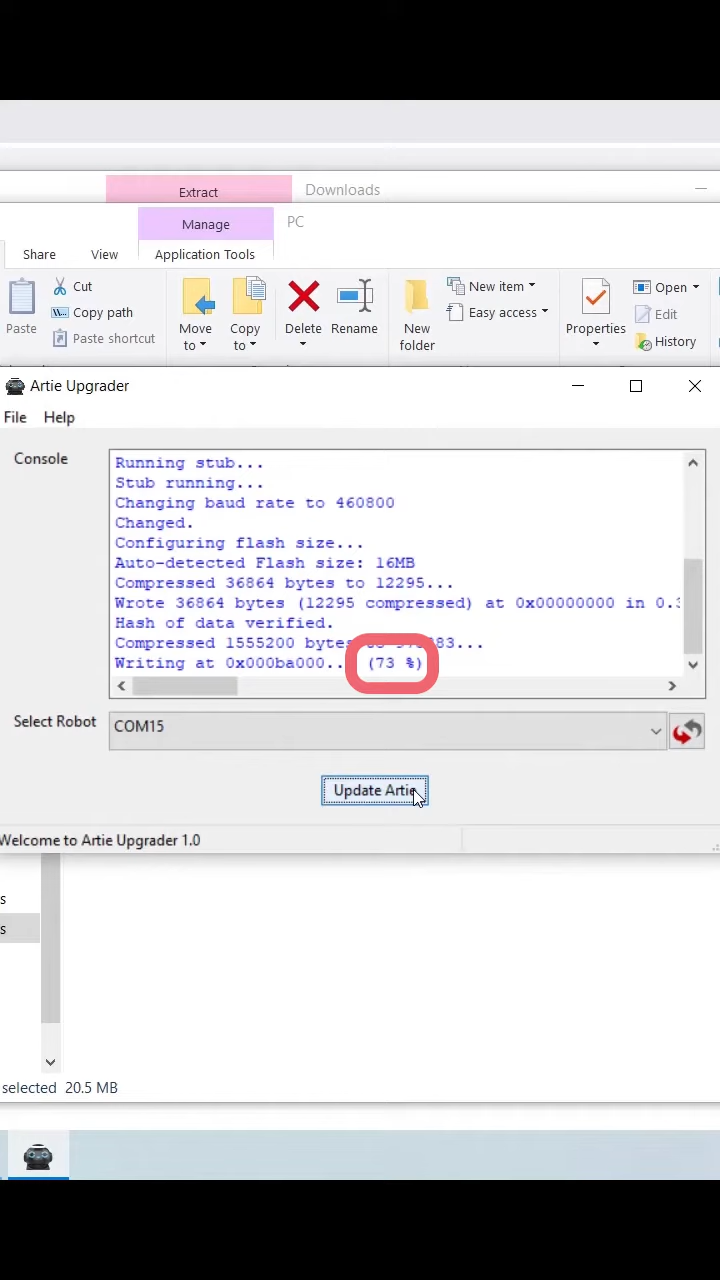 Extract
Downloads
Manage
PC
Share
View
Application Tools
Cut
Copy path
Paste shortcut
Paste
Move to
Copy to
Delete
Rename
New folder
New item
Easy access
Properties
Open
Edit
History
Artie Upgrader
File Help
Console
Running stub...
Stub running...
Changing baud rate to 460800
Changed.
Configuring flash size...
Auto-detected Flash size: 16MB
Compressed 36864 bytes to 12295...
Wrote 36864 bytes (12295 compressed) at 0x00000000 in 0.
Hash of data verified.
Compressed 1555200 bytes 83...
Writing at 0x000ba000.. (73 %)
Select Robot
COM15
Update Artie
Welcome to Artie Upgrader 1.0
s
s
selected 20.5 MB